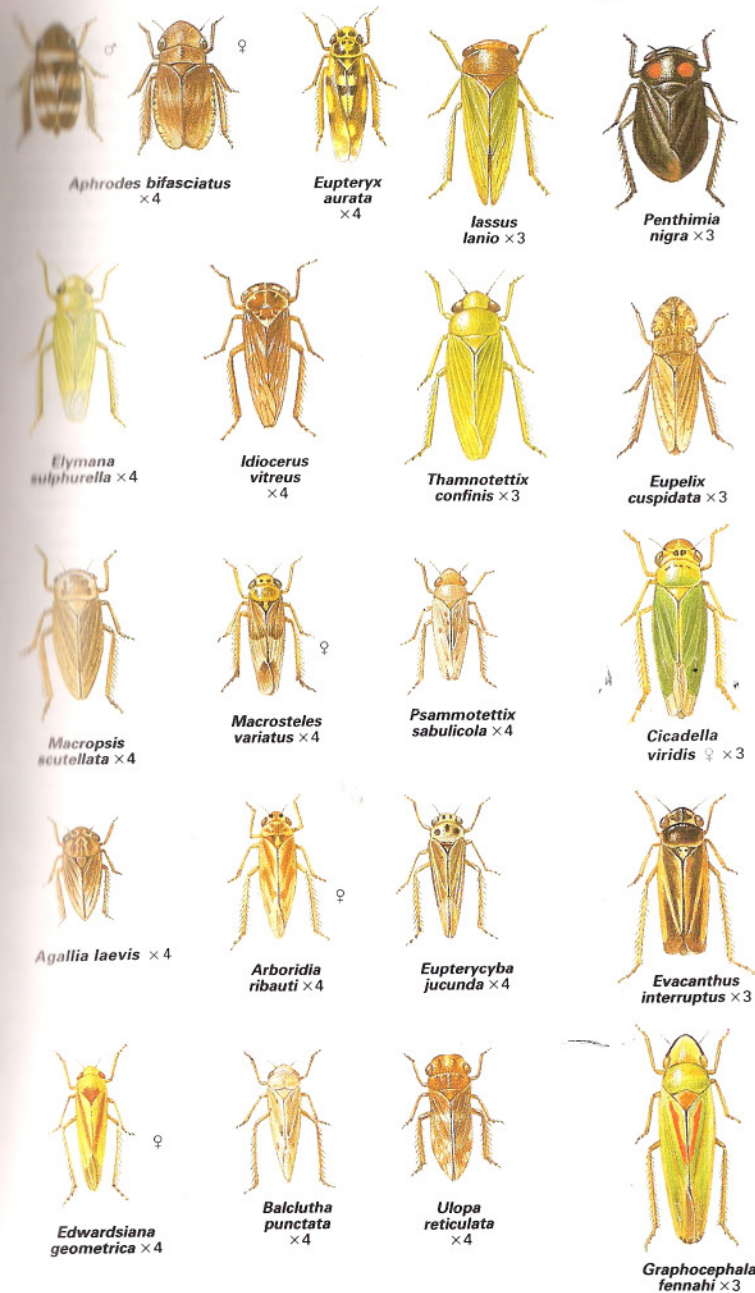 ♂
♀
Aphrodes bifasciatus
×4
Eupteryx
aurata
×4
Iassus
lanio ×3
Penthimia
nigra ×3
Elymana
sulphurella ×4
Idiocerus
vitreus
×4
Thamnotettix
confinis ×3
Eupelix
cuspidata ×3
Macropsis
scutellata ×4
♀
Macrosteles
variatus ×4
Psammotettix
sabulicola ×4
Cicadella
viridis ♀ ×3
Agallia laevis ×4
♀
Arboridia
ribauti ×4
Eupterycyba
jucunda ×4
Evacanthus
interruptus ×3
♀
Edwardsiana
geometrica ×4
Balclutha
punctata
×4
Ulopa
reticulata
×4
Graphocephala
fennahi ×3